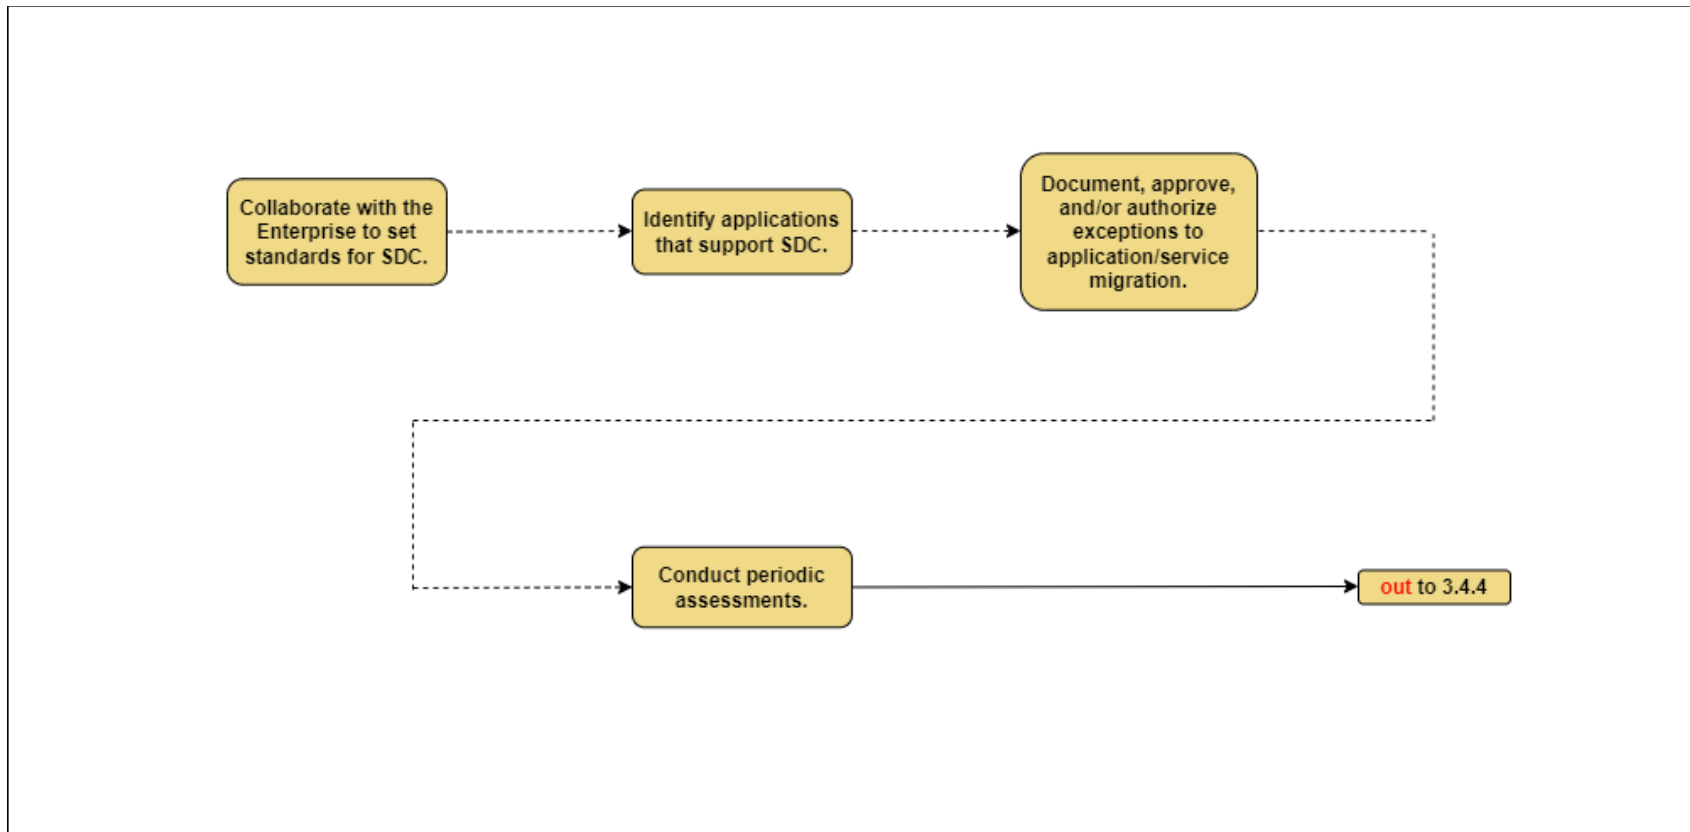 Collaborate with the
Enterprise to set
standards for SDC.
Identify applications
that support SDC.
Document, approve,
and/or authorize
exceptions to
application/service
migration.
Conduct periodic
assessments.
out to 3.4.4